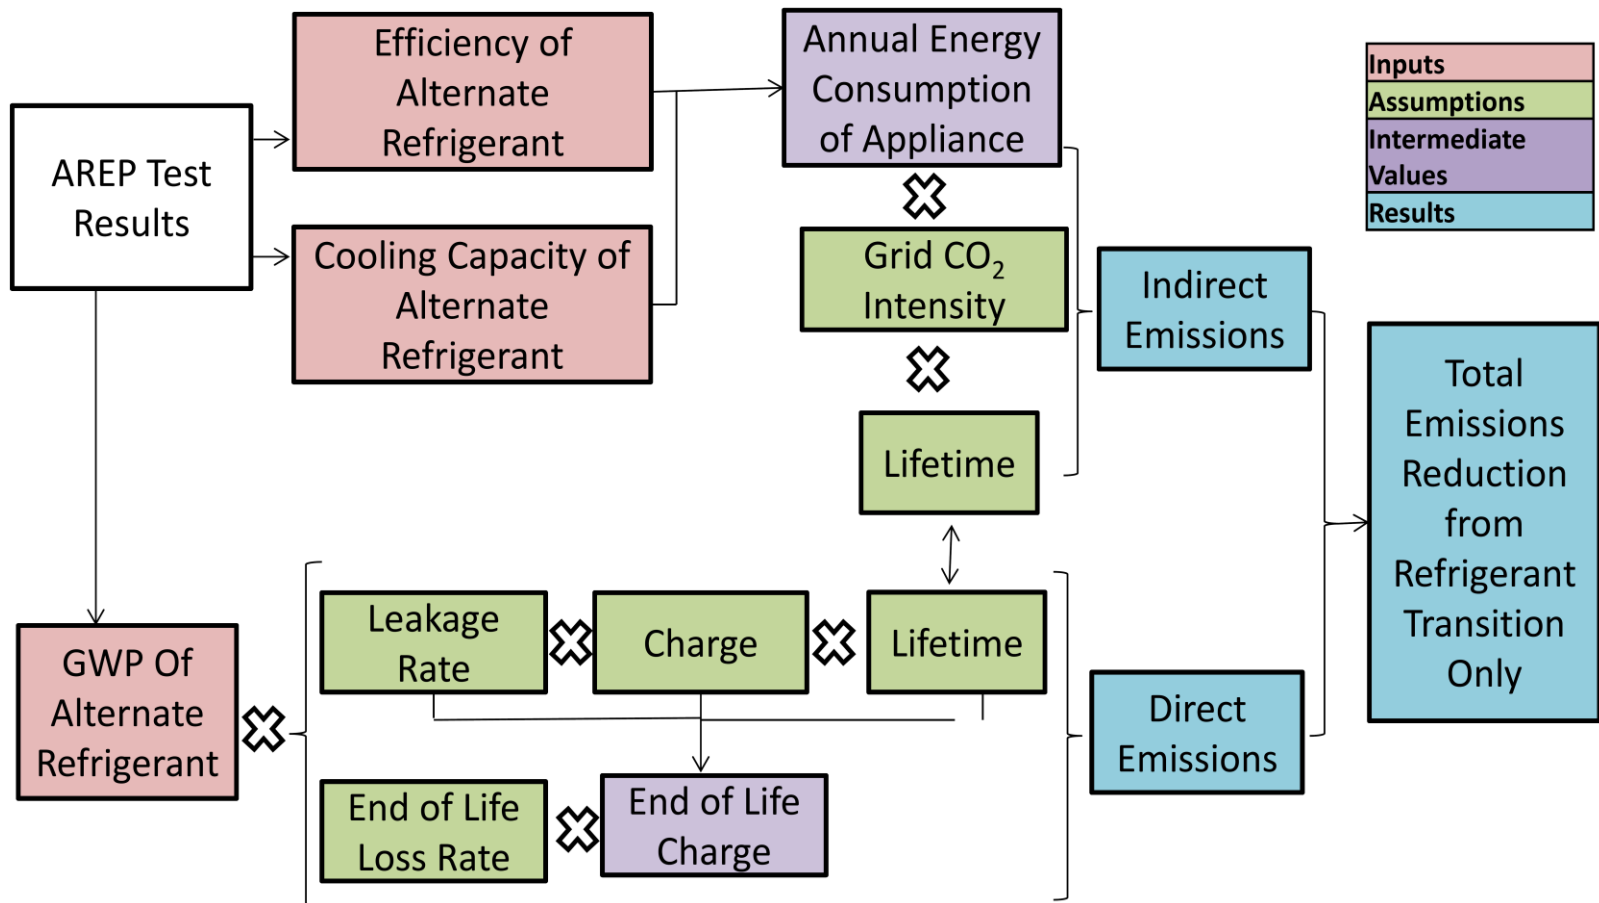 Efficiency of
Alternate
Refrigerant
Annual Energy
Consumption
of Appliance
Inputs
Assumptions
Intermediate
Values
Results
AREP Test
Results
Cooling Capacity of
Alternate
Refrigerant
Grid CO₂
Intensity
Indirect
Emissions
Lifetime
Total
Emissions
Reduction
from
Refrigerant
Transition
Only
GWP Of
Alternate
Refrigerant
Leakage
Rate
Charge
Lifetime
Direct
Emissions
End of Life
Loss Rate
End of Life
Charge